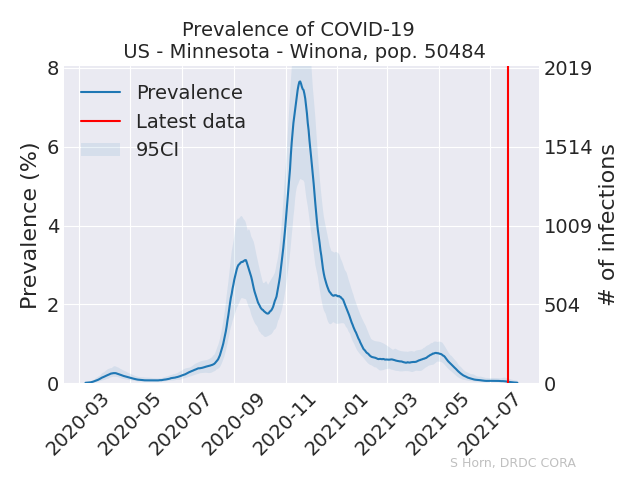 Prevalence of COVID-19
US - Minnesota - Winona, pop. 50484
Prevalence (%)
8
6
4
2
0
Prevalence
Latest data
95CI
2019
1514
1009
504
0
# of infections
2020-03
2020-05
2020-07
2020-09
2020-11
2021-01
2021-03
2021-05
2021-07
S Horn, DRDC CORA